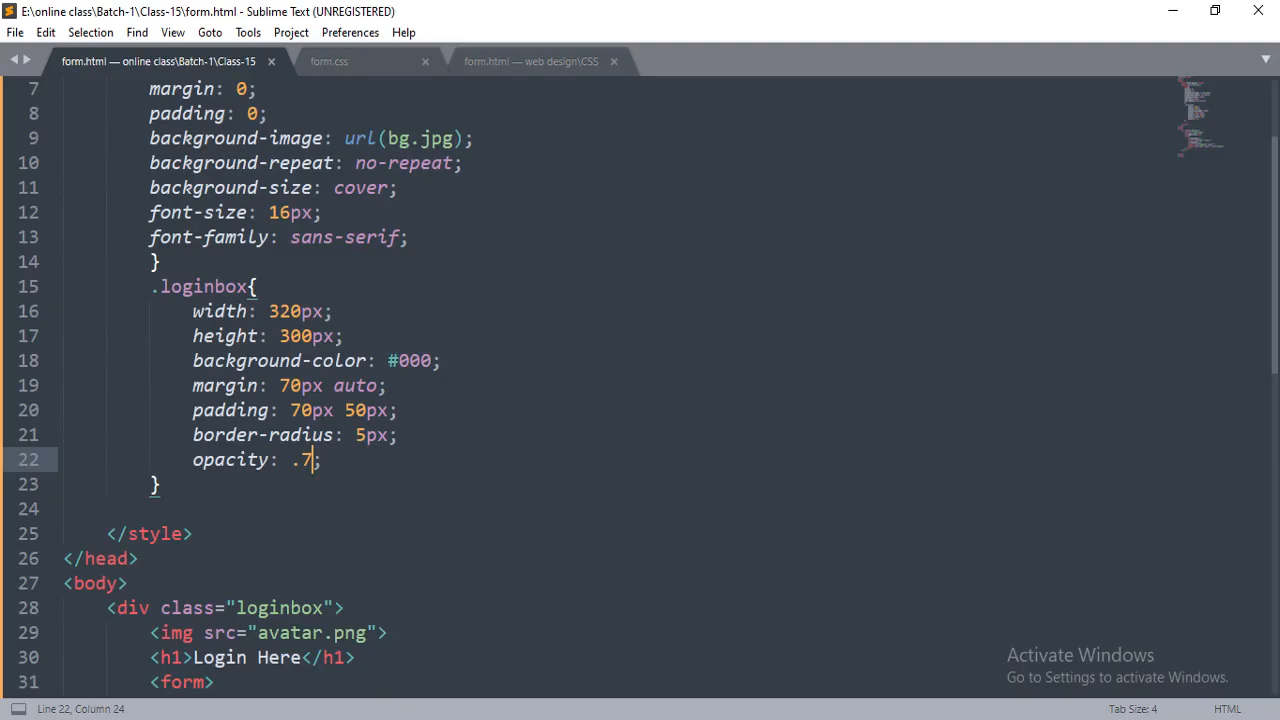 E:\online class\Batch-1\Class-15\form.html - Sublime Text (UNREGISTERED)
File Edit Selection Find View Goto Tools Project Preferences Help
form.html — online class\Batch-1\Class-15 form.css form.html — web design\CSS
7 margin: 0;
8 padding: 0;
9 background-image: url(bg.jpg);
10 background-repeat: no-repeat;
11 background-size: cover;
12 font-size: 16px;
13 font-family: sans-serif;
14 }
15 .loginbox{
16 width: 320px;
17 height: 300px;
18 background-color: #000;
19 margin: 70px auto;
20 padding: 70px 50px;
21 border-radius: 5px;
22 opacity: .7;
23 }
24
25 </style>
26 </head>
27 <body>
28 <div class="loginbox">
29 <img src="avatar.png">
30 <h1>Login Here</h1>
31 <form>
Activate Windows
Go to Settings to activate Windows.
Line 22, Column 24 Tab Size: 4 HTML